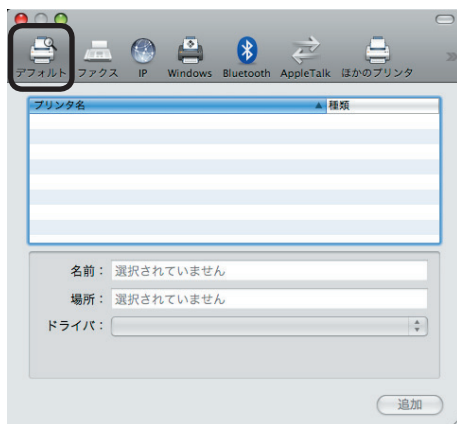 デフォルト ファクス IP Windows Bluetooth AppleTalk ほかのプリンタ
プリンタ名 種類
名前： 選択されていません
場所： 選択されていません
ドライバ：
追加